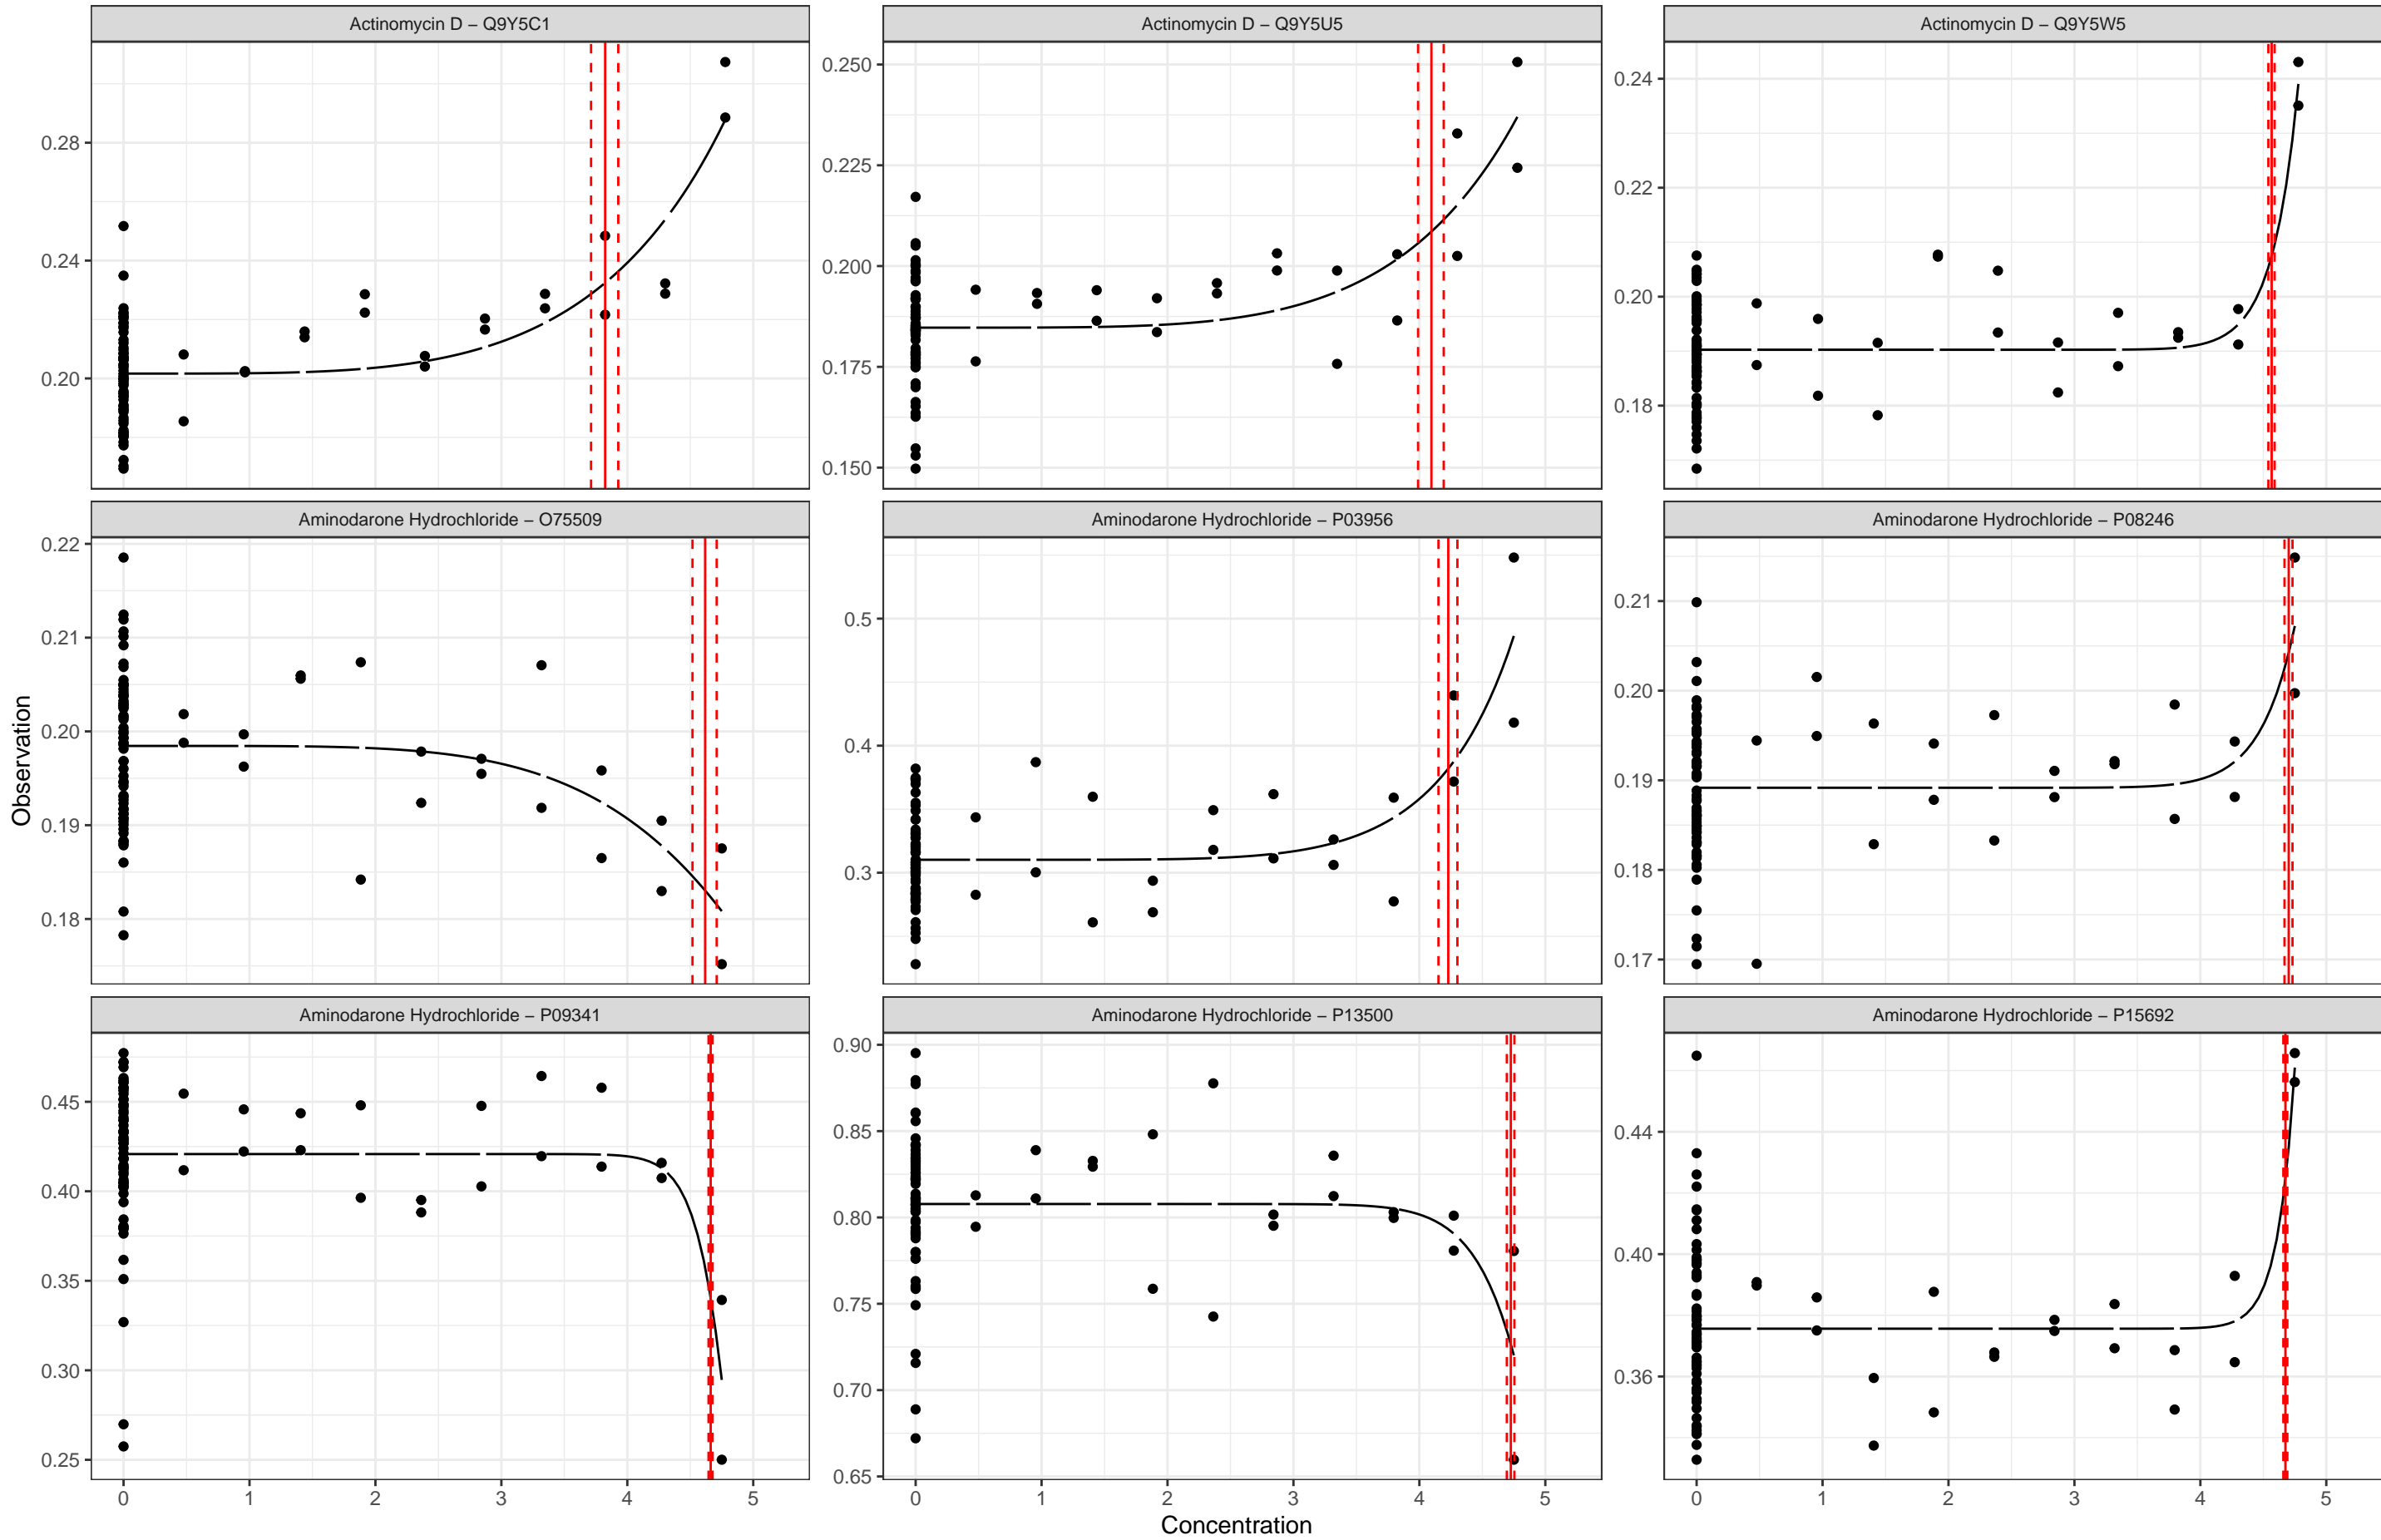 Actinomycin D – Q9Y5C1
Actinomycin D – Q9Y5U5
Actinomycin D – Q9Y5W5
0.28
0.24
0.20
0.250
0.225
0.200
0.175
0.150
0.24
0.22
0.20
0.18
Aminodarone Hydrochloride – O75509
Aminodarone Hydrochloride – P03956
Aminodarone Hydrochloride – P08246
0.22
0.21
0.20
0.19
0.18
0.5
0.4
0.3
0.21
0.20
0.19
0.18
0.17
Observation
Aminodarone Hydrochloride – P09341
Aminodarone Hydrochloride – P13500
Aminodarone Hydrochloride – P15692
0.45
0.40
0.35
0.30
0.25
0.90
0.85
0.80
0.75
0.70
0.65
0.44
0.40
0.36
0 1 2 3 4 5
0 1 2 3 4 5
0 1 2 3 4 5
Concentration